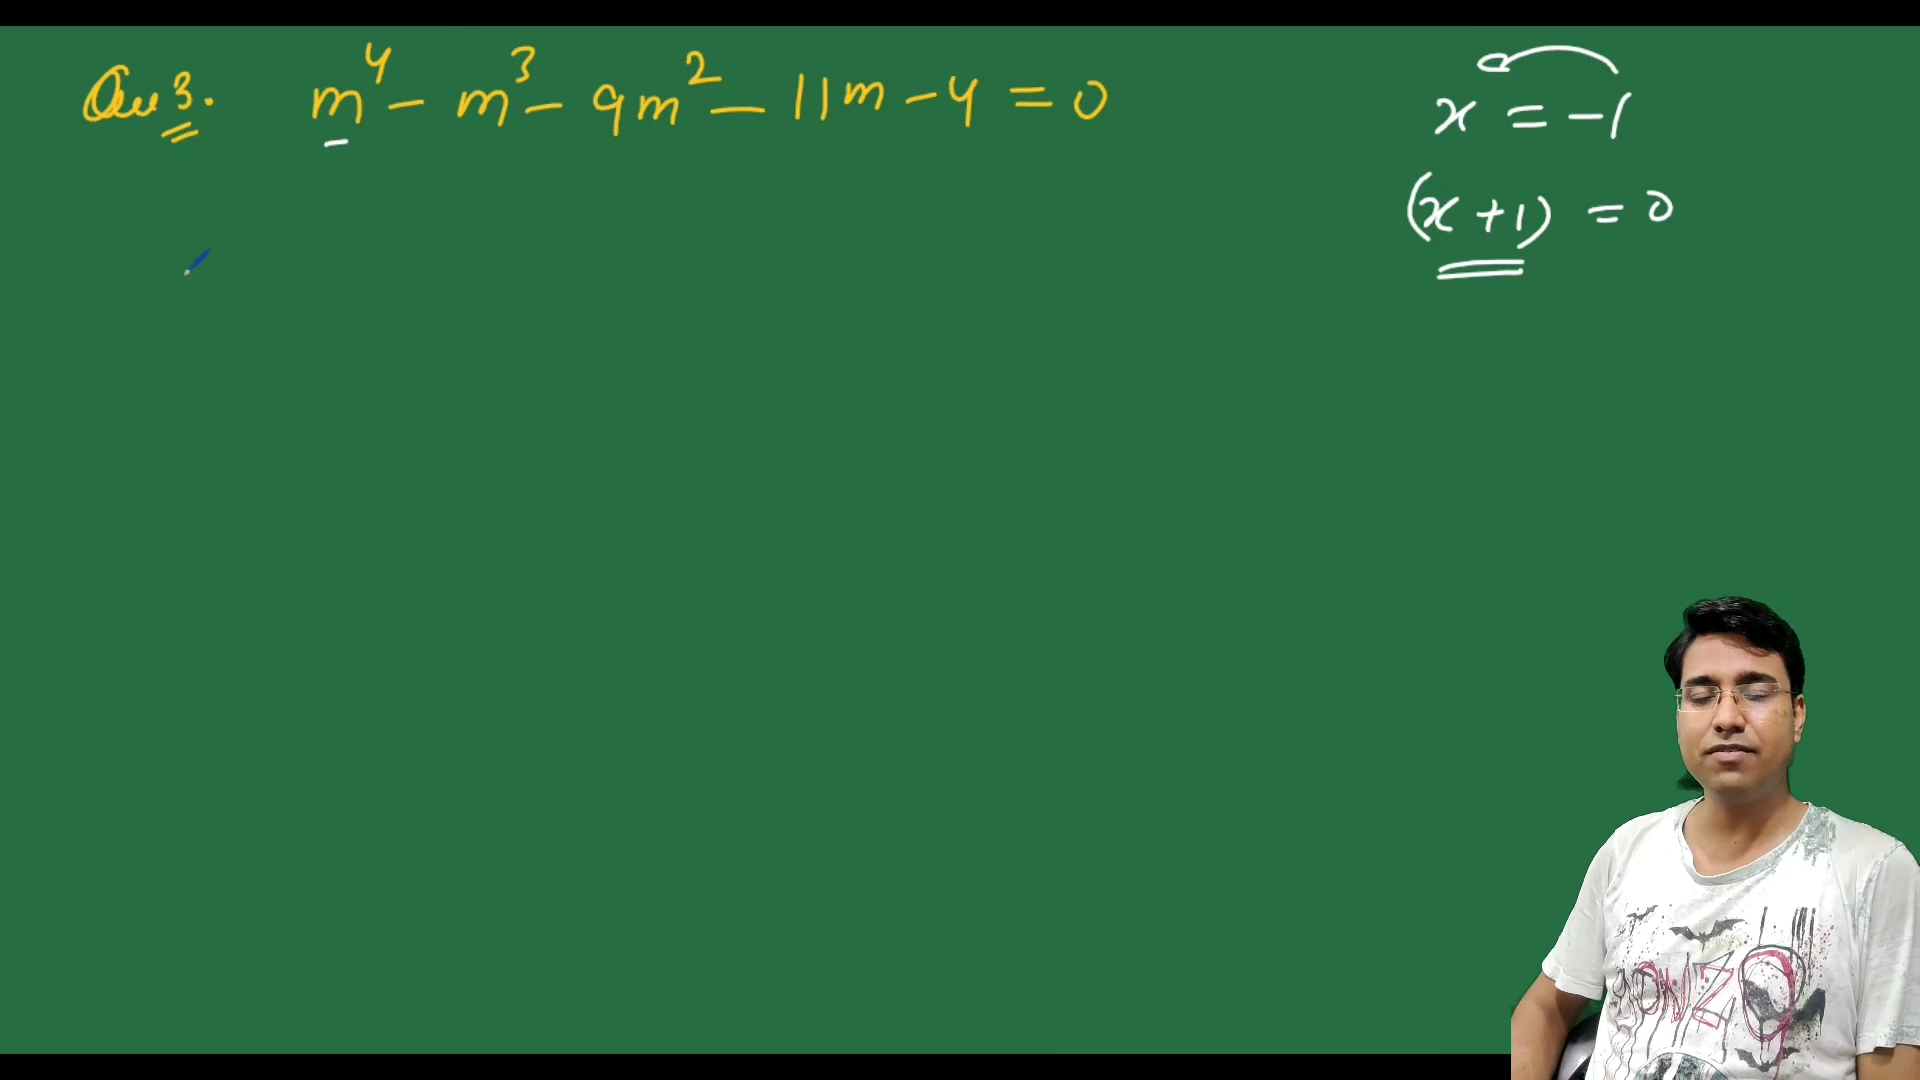 Que 3. m⁴ - m³ - 9m² - 11m - 4 = 0
x = -1
(x + 1) = 0